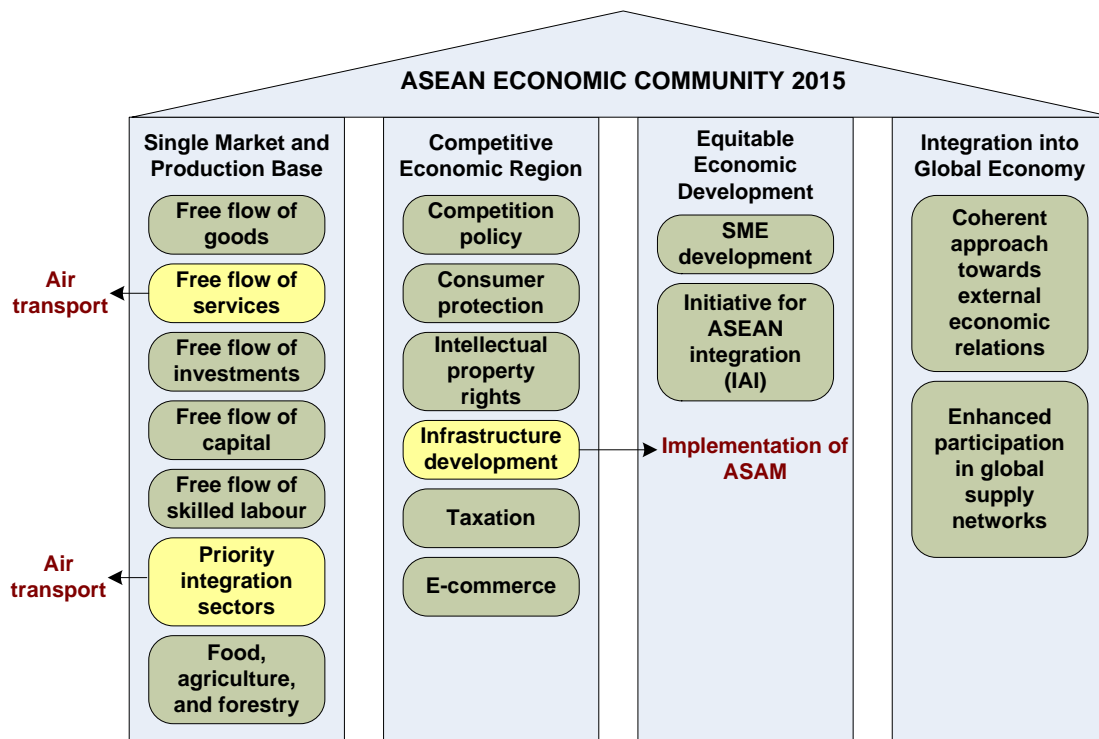 ASEAN ECONOMIC COMMUNITY 2015
Single Market and
Production Base
Free flow of
goods
Air
transport
Free flow of
services
Free flow of
investments
Free flow of
capital
Free flow of
skilled labour
Air
transport
Priority
integration
sectors
Food,
agriculture,
and forestry
Competitive
Economic Region
Competition
policy
Consumer
protection
Intellectual
property
rights
Infrastructure
development
Implementation of
ASAM
Taxation
E-commerce
Equitable
Economic
Development
SME
development
Initiative for
ASEAN
integration
(IAI)
Integration into
Global Economy
Coherent
approach
towards
external
economic
relations
Enhanced
participation
in global
supply
networks